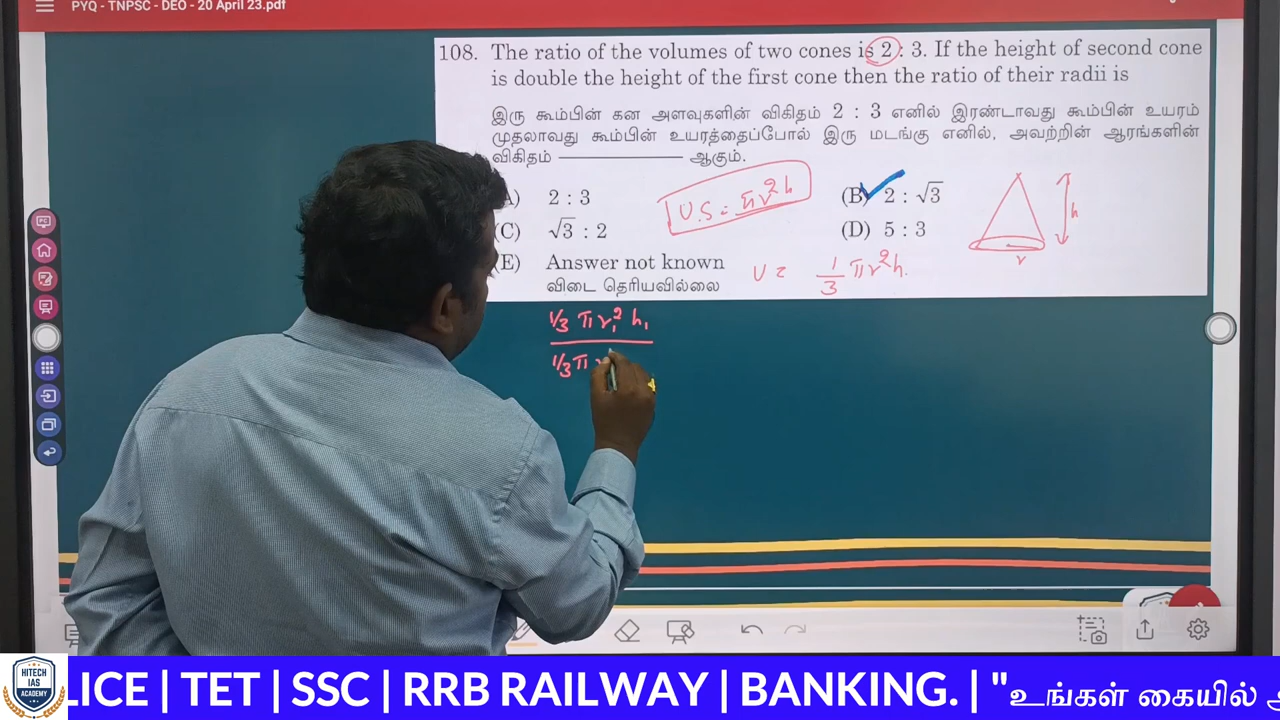 PYQ - TNPSC - DEO - 20 April 23.pdf
108. The ratio of the volumes of two cones is 2 : 3. If the height of second cone
is double the height of the first cone then the ratio of their radii is
இரு கூம்பின் கன அளவுகளின் விகிதம் 2 : 3 எனில் இரண்டாவது கூம்பின் உயரம்
முதலாவது கூம்பின் உயரத்தைப்போல் இரு மடங்கு எனில், அவற்றின் ஆரங்களின்
விகிதம் ———— ஆகும்.
) 2 : 3
V.S = πr²h
(B) 2 : √3
h
(C) √3 : 2
(D) 5 : 3
r
(E) Answer not known
விடை தெரியவில்லை
V = 1/3 πr²h.
1/3 π r₁² h₁
1/3 π r
HITECH
IAS
ACADEMY
LICE | TET | SSC | RRB RAILWAY | BANKING. | "உங்கள் கையில்